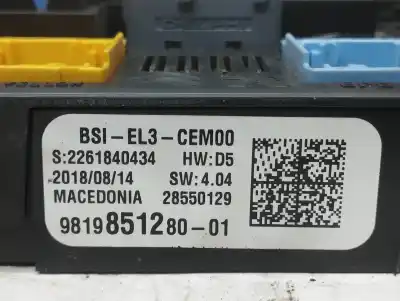 BSI-EL3-CEM00
S:2261840434 HW:D5
2018/08/14 SW: 4.04
MACEDONIA 28550129
9819851280-01